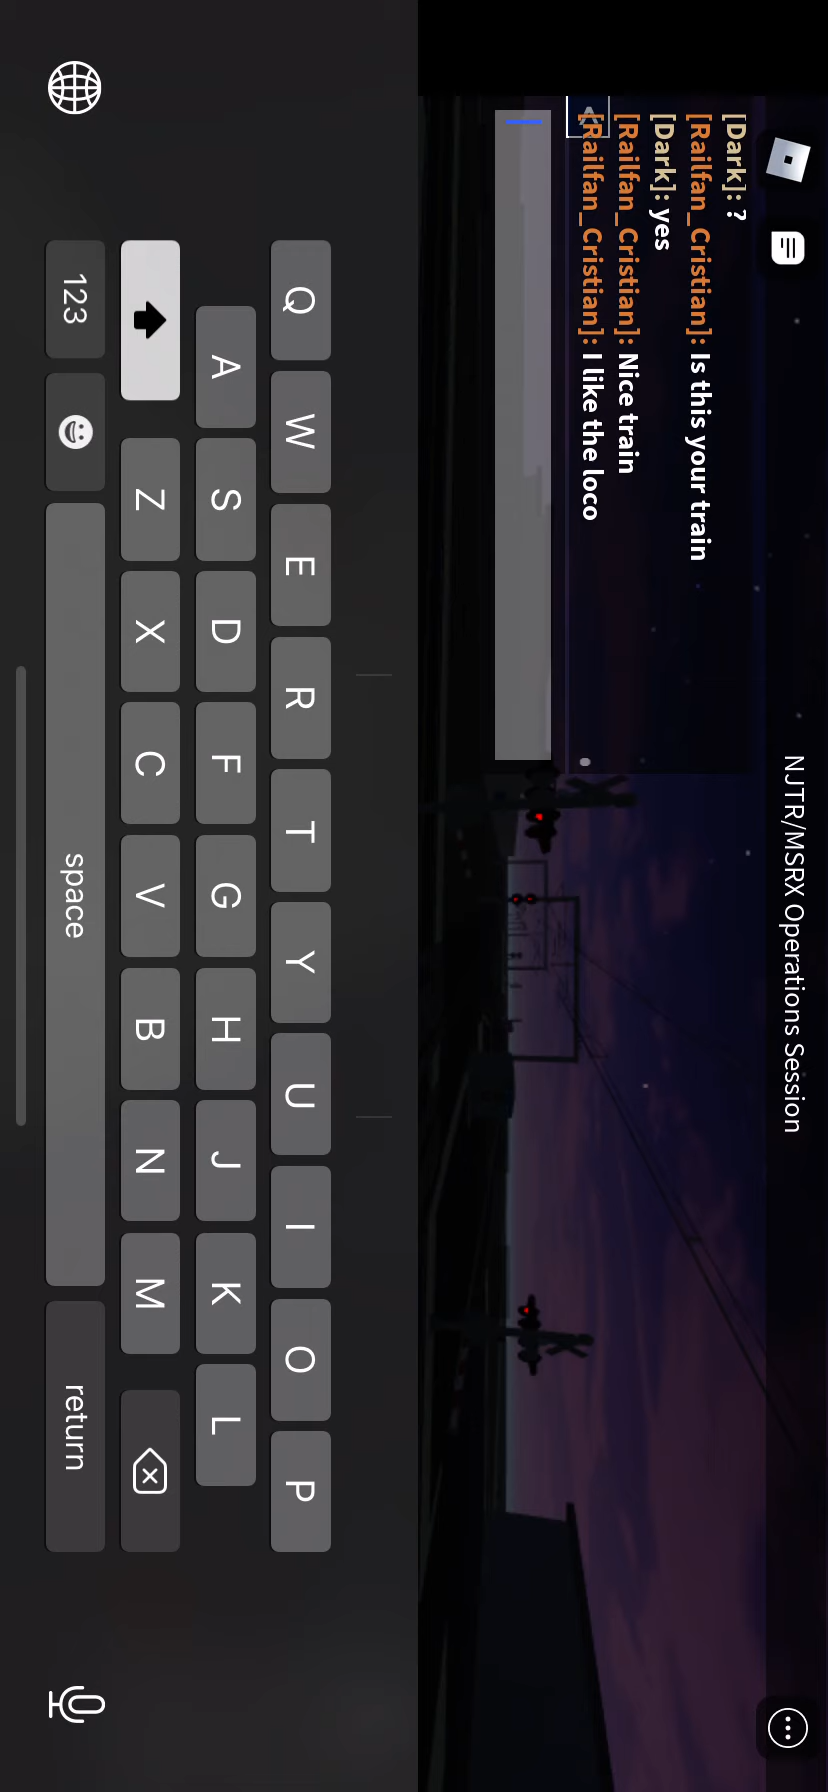 NJTR/MSRX Operations Session
[Dark]: ?
[Railfan_Cristian]: Is this your train
[Dark]: yes
[Railfan_Cristian]: Nice train
[Railfan_Cristian]: I like the loco
Q W E R T Y U I O P
A S D F G H J K L
Z X C V B N M
123 space return